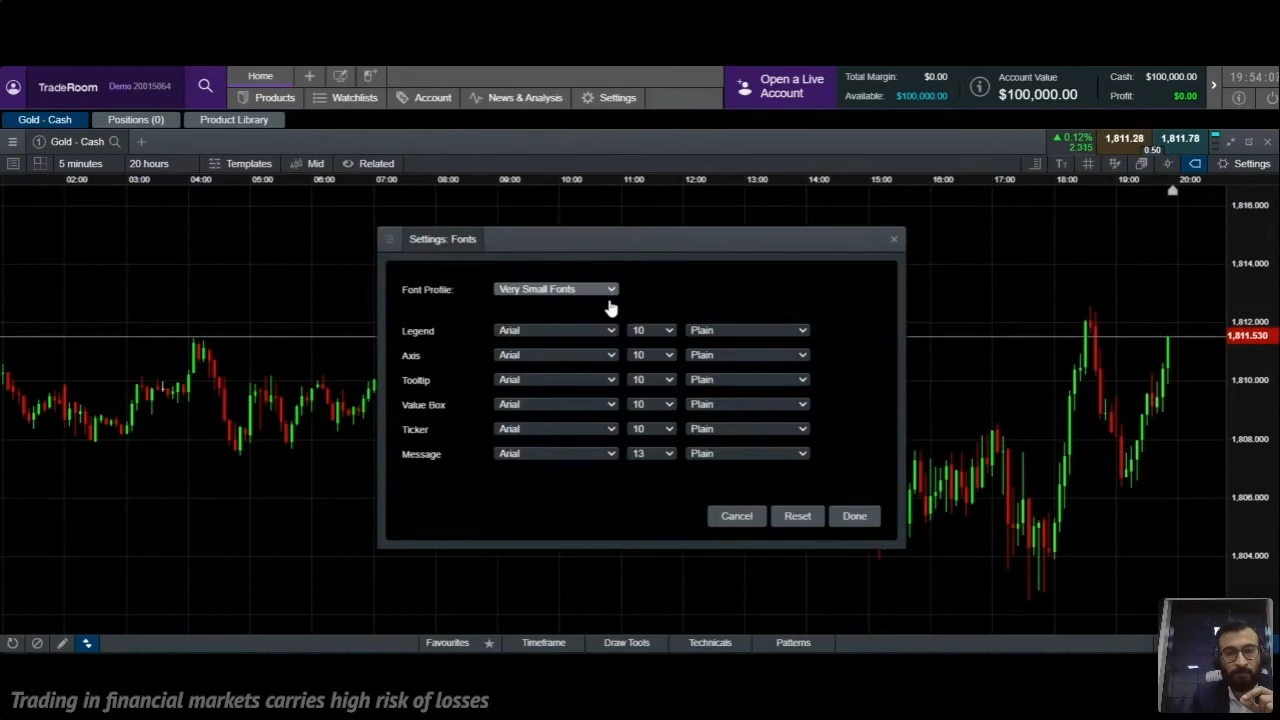 Home
TradeRoom Demo 20015064
Products Watchlists Account News & Analysis Settings
Open a Live
Account
Total Margin: $0.00
Available: $100,000.00
Account Value
$100,000.00
Cash: $100,000.00
Profit: $0.00
Gold - Cash Positions (0) Product Library
1 Gold - Cash
0.12%
2.315
1,811.28 1,811.78
0.50
5 minutes 20 hours Templates Mid Related
Settings
02:00 03:00 04:00 05:00 06:00 07:00 08:00 09:00 10:00 11:00 12:00 13:00 14:00 15:00 16:00 17:00 18:00 19:00 20:00
1,816.000
1,814.000
1,812.000
1,811.530
1,810.000
1,808.000
1,806.000
1,804.000
Settings: Fonts
Font Profile: Very Small Fonts
Legend Arial 10 Plain
Axis Arial 10 Plain
Tooltip Arial 10 Plain
Value Box Arial 10 Plain
Ticker Arial 10 Plain
Message Arial 13 Plain
Cancel Reset Done
Favourites Timeframe Draw Tools Technicals Patterns
Trading in financial markets carries high risk of losses